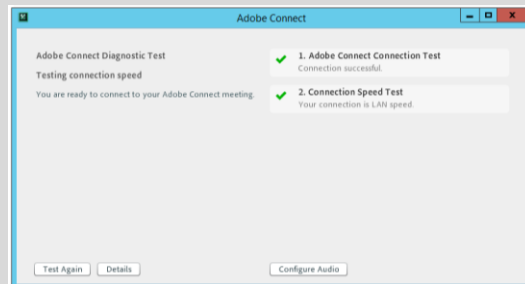 Adobe Connect
Adobe Connect Diagnostic Test
Testing connection speed
You are ready to connect to your Adobe Connect meeting.
1. Adobe Connect Connection Test
Connection successful.
2. Connection Speed Test
Your connection is LAN speed.
Test Again
Details
Configure Audio